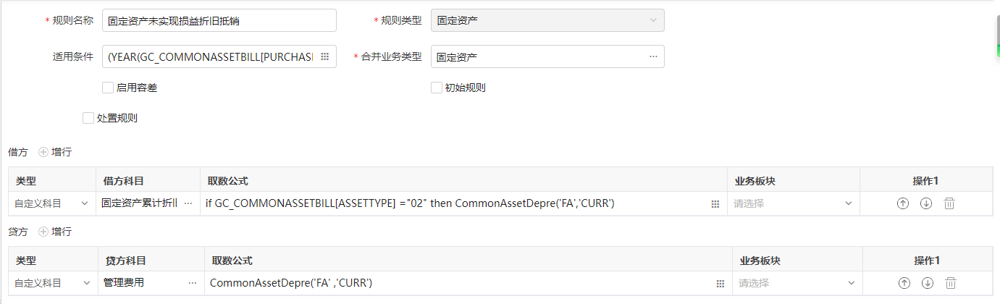 * 规则名称 固定资产未实现损益折旧抵销 * 规则类型 固定资产
适用条件 (YEAR(GC_COMMONASSETBILL[PURCHASI * 合并业务类型 固定资产 ...
启用容差 初始规则
处置规则
借方 增行
类型 借方科目 取数公式 业务板块 操作1
自定义科目 固定资产累计折旧 ... if GC_COMMONASSETBILL[ASSETTYPE] ="02" then CommonAssetDepre('FA','CURR') 请选择
贷方 增行
类型 贷方科目 取数公式 业务板块 操作1
自定义科目 管理费用 ... CommonAssetDepre('FA' ,'CURR') 请选择